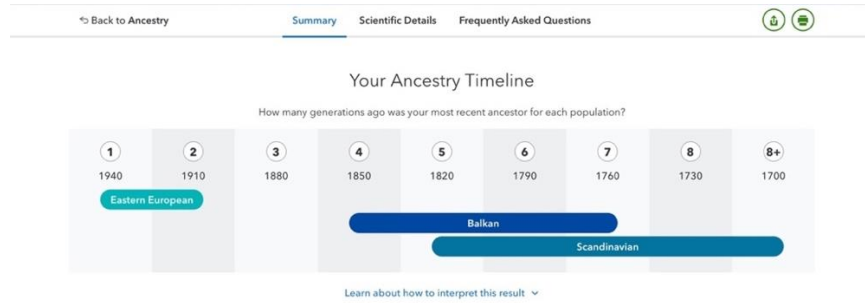 Back to Ancestry
Summary Scientific Details Frequently Asked Questions
Your Ancestry Timeline
How many generations ago was your most recent ancestor for each population?
1 2 3 4 5 6 7 8 8+
1940 1910 1880 1850 1820 1790 1760 1730 1700
Eastern European
Balkan
Scandinavian
Learn about how to interpret this result